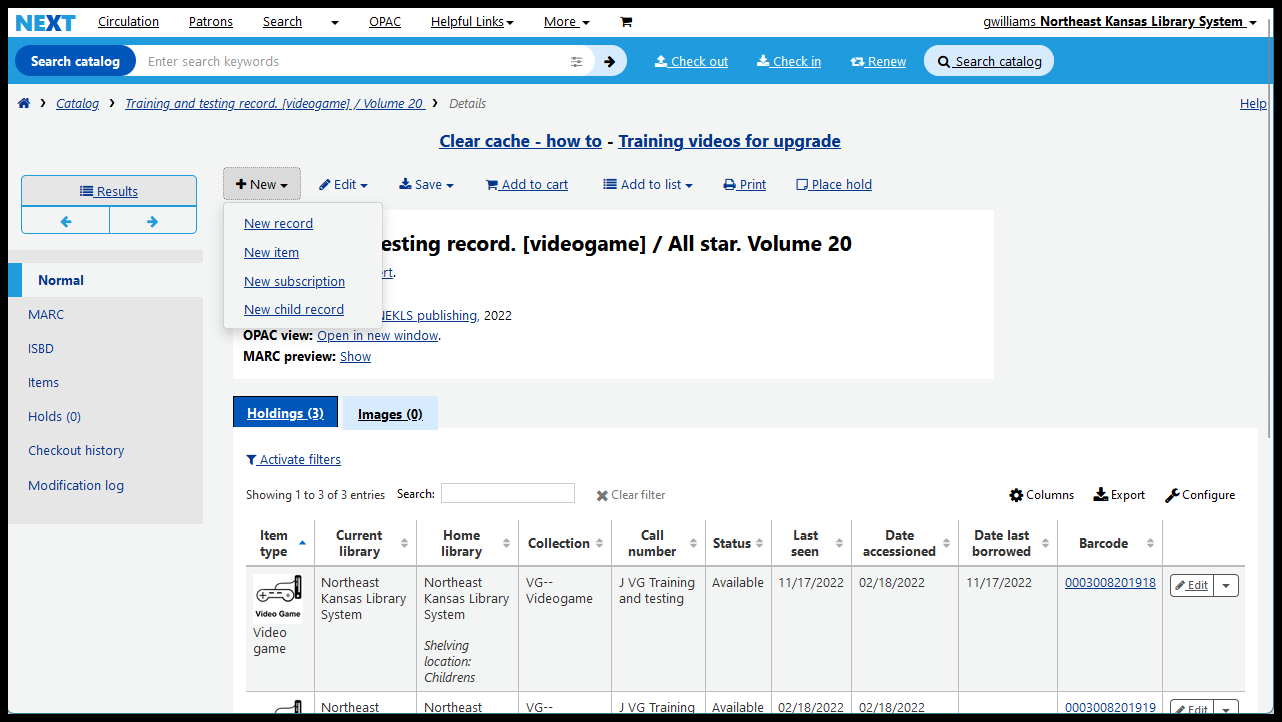 NEXT Circulation Patrons Search OPAC Helpful Links More gwilliams Northeast Kansas Library System
Search catalog Enter search keywords Check out Check in Renew Search catalog
Catalog Training and testing record. [videogame] / Volume 20 Details Help
Clear cache - how to - Training videos for upgrade
Results
New Edit Save Add to cart Add to list Print Place hold
New record
New item
New subscription
New child record
esting record. [videogame] / All star. Volume 20
ert.
NEKLS publishing, 2022
OPAC view: Open in new window.
MARC preview: Show
Normal
MARC
ISBD
Items
Holds (0)
Checkout history
Modification log
Holdings (3) Images (0)
Activate filters
Showing 1 to 3 of 3 entries Search: Clear filter Columns Export Configure
Item type Current library Home library Collection Call number Status Last seen Date accessioned Date last borrowed Barcode
Video Game
Video game
Northeast Kansas Library System
Northeast Kansas Library System
Shelving location: Childrens
VG-- Videogame
J VG Training and testing
Available
11/17/2022
02/18/2022
11/17/2022
0003008201918
Edit
Northeast Northeast VG-- J VG Training Available 02/18/2022 02/18/2022 0003008201919 Edit